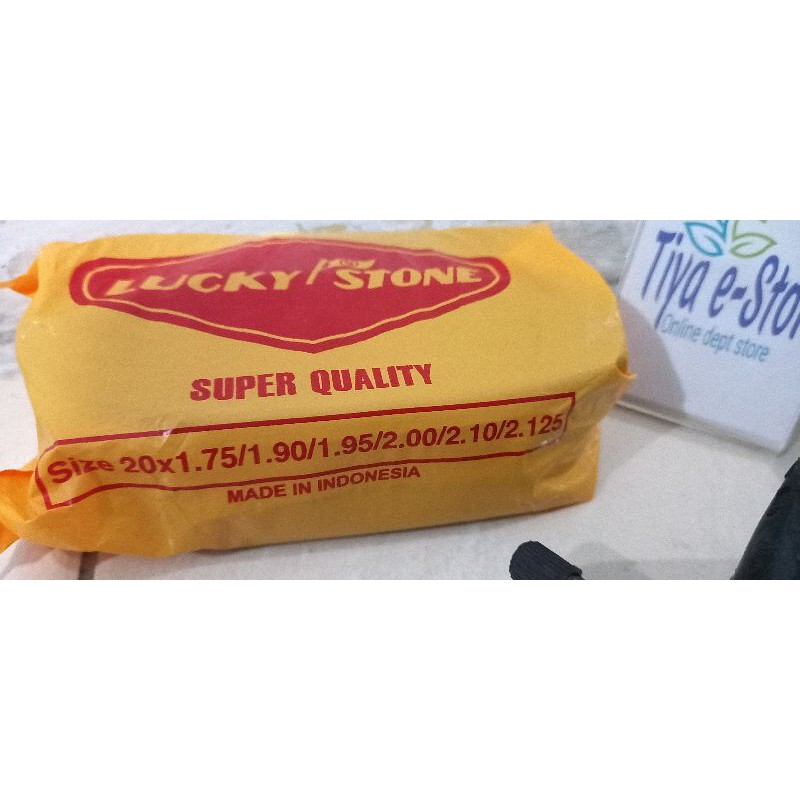 LUCKY STONE
SUPER QUALITY
Size 20x1.75/1.90/1.95/2.00/2.10/2.125
MADE IN INDONESIA
Tiya e-Stor
Online dept store